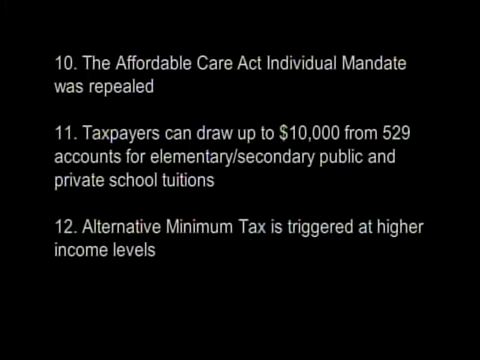 10. The Affordable Care Act Individual Mandate
was repealed
11. Taxpayers can draw up to $10,000 from 529
accounts for elementary/secondary public and
private school tuitions
12. Alternative Minimum Tax is triggered at higher
income levels